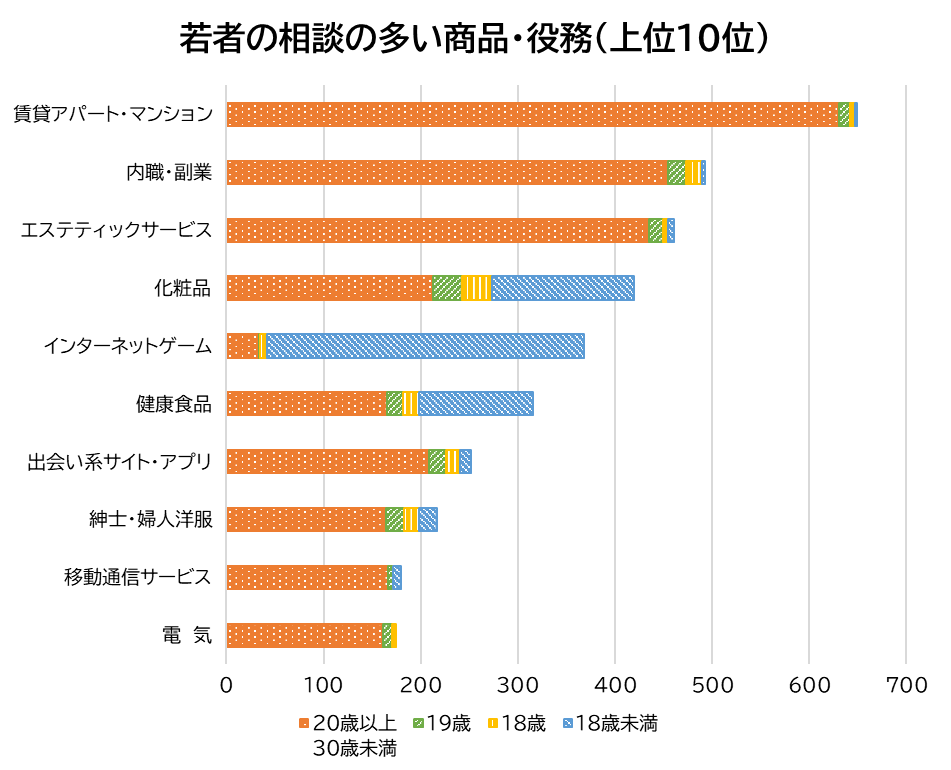 若者の相談の多い商品・役務（上位10位）
賃貸アパート・マンション
内職・副業
エステティックサービス
化粧品
インターネットゲーム
健康食品
出会い系サイト・アプリ
紳士・婦人洋服
移動通信サービス
電　気
0 100 200 300 400 500 600 700
20歳以上 19歳 18歳 18歳未満
30歳未満